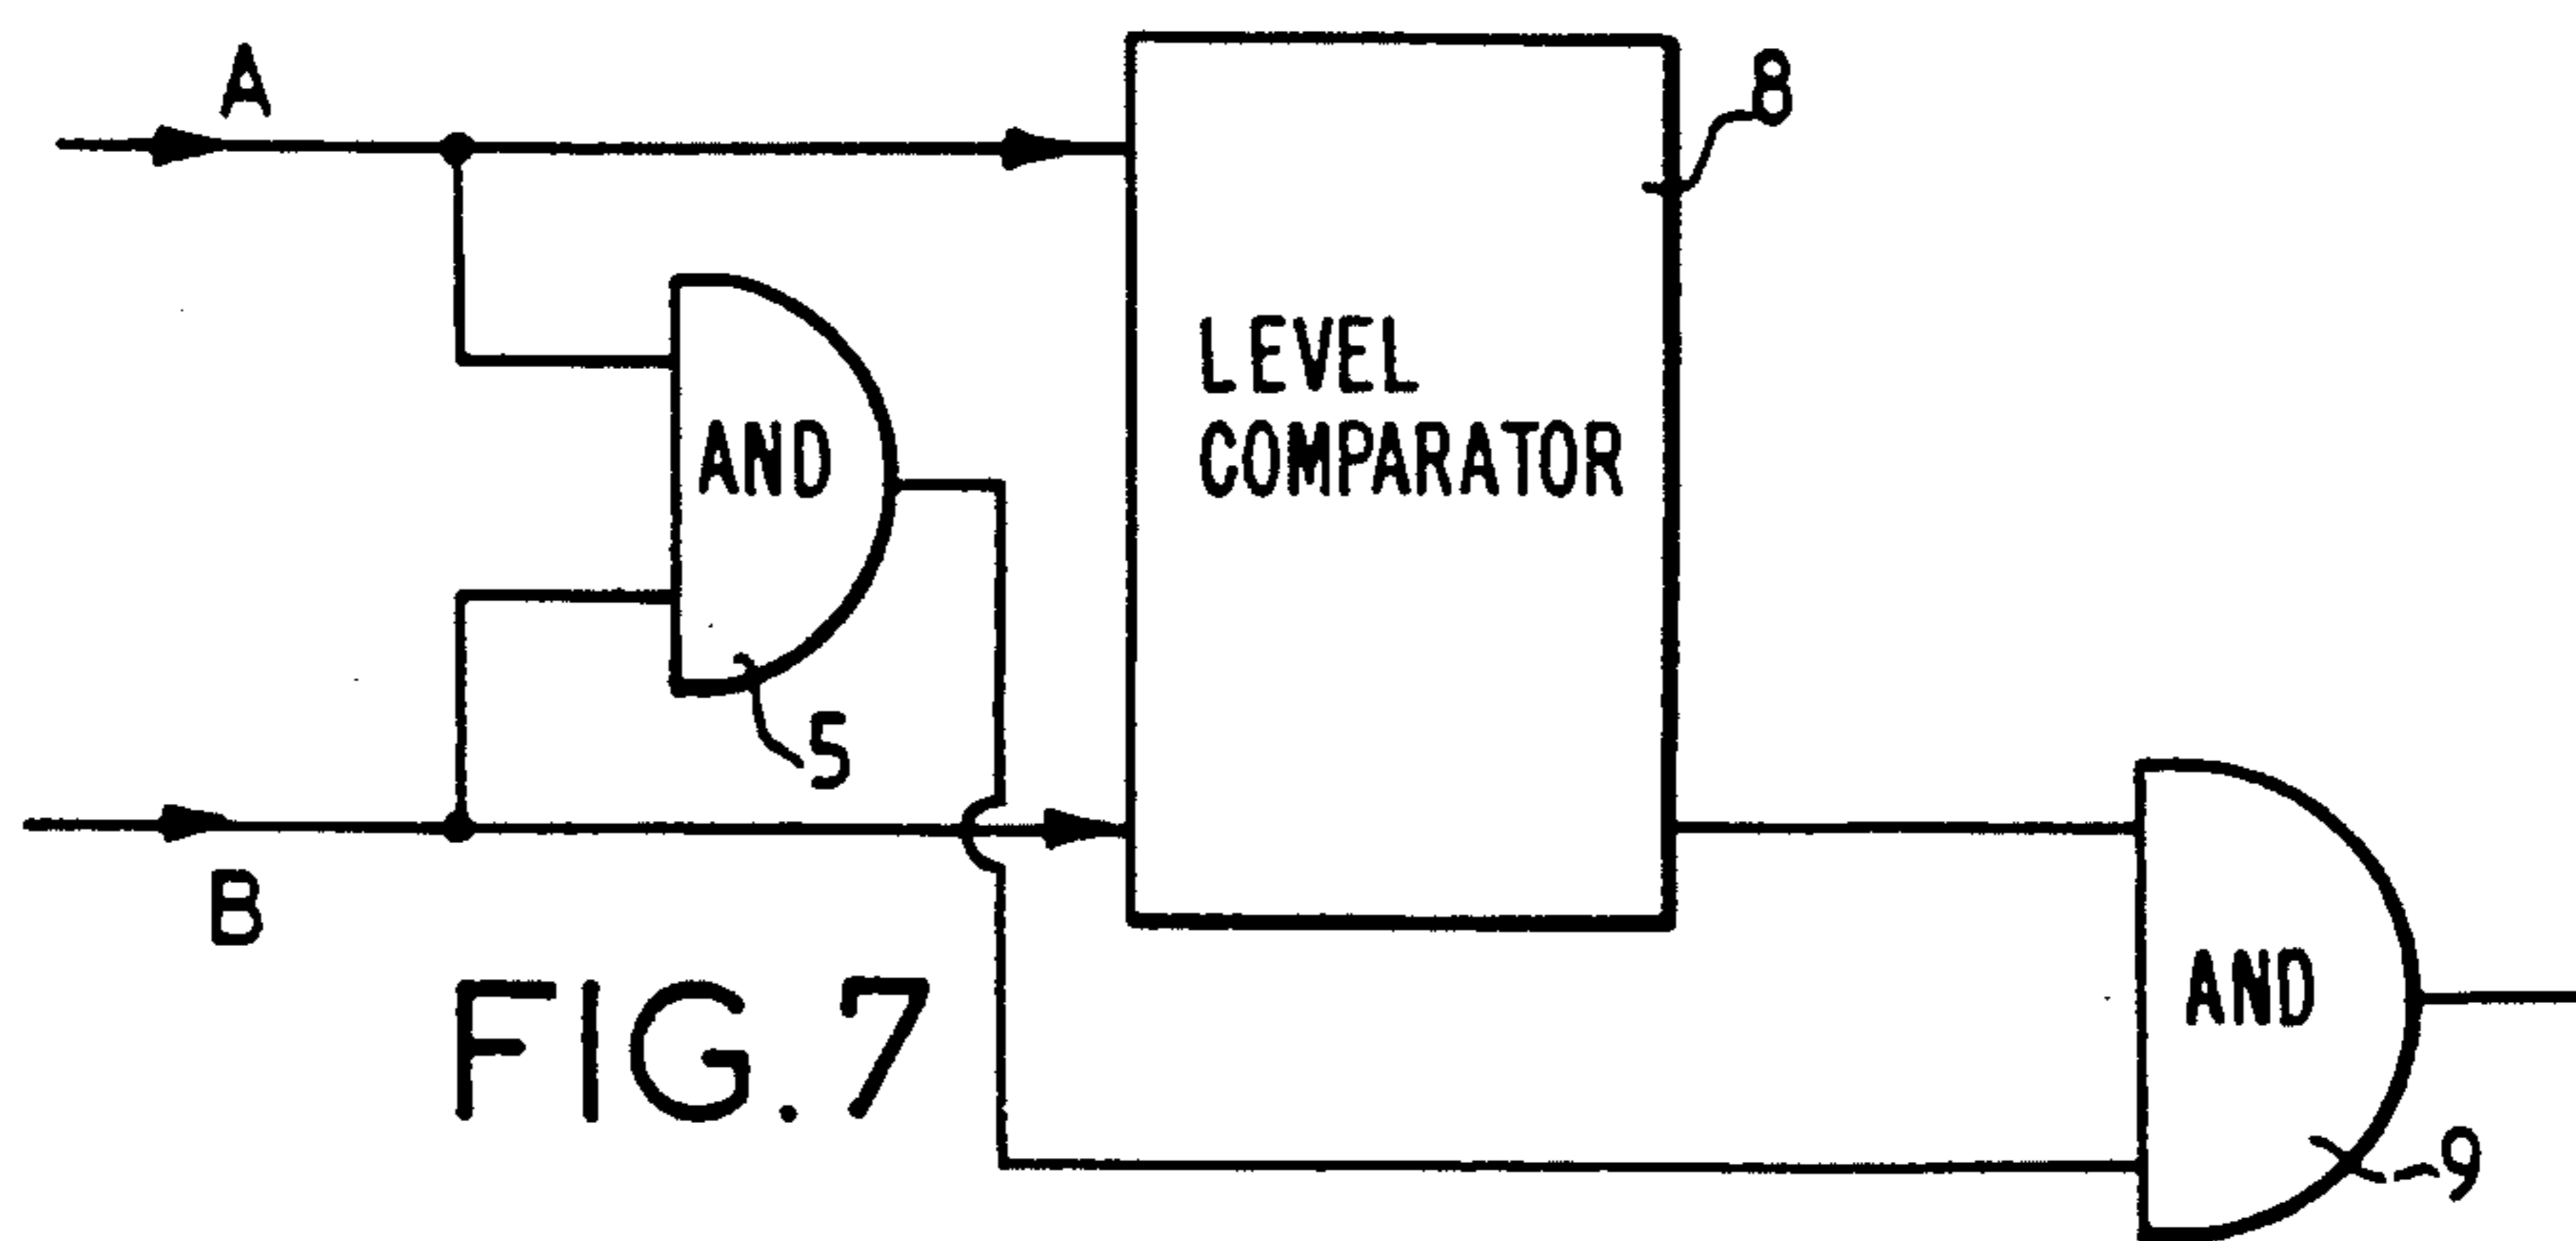 A
8
LEVEL
COMPARATOR
AND
5
B
AND
FIG.7
9